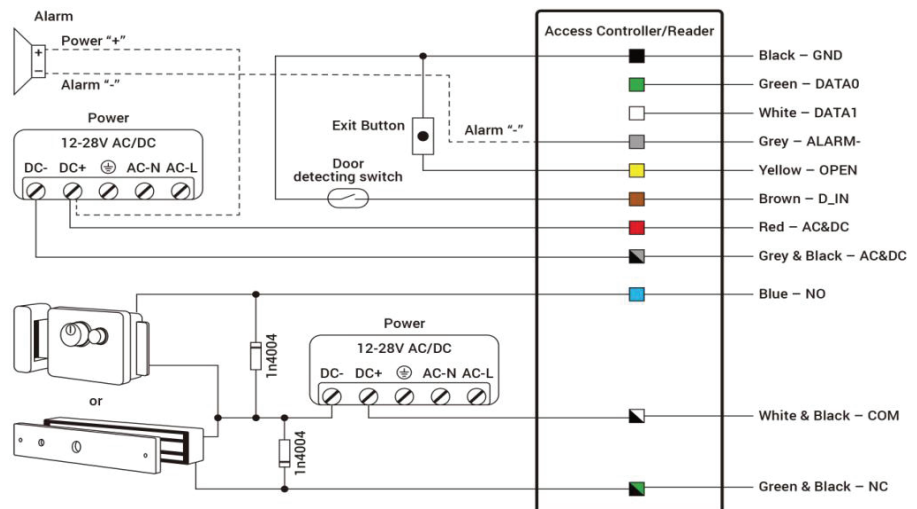 Alarm
Power “+”
Alarm “-”
Power
12-28V AC/DC
DC- DC+ AC-N AC-L
Exit Button
Alarm “-”
Door
detecting switch
Access Controller/Reader
Black – GND
Green – DATA0
White – DATA1
Grey – ALARM-
Yellow – OPEN
Brown – D_IN
Red – AC&DC
Grey & Black – AC&DC
Blue – NO
or
1n4004
Power
12-28V AC/DC
DC- DC+ AC-N AC-L
1n4004
White & Black – COM
Green & Black – NC